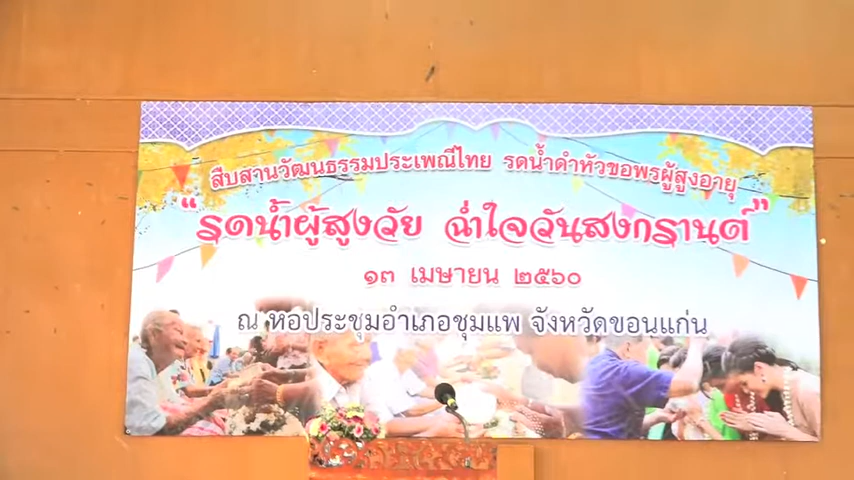 สืบสานวัฒนธรรมประเพณีไทย รดน้ำดำหัวขอพรผู้สูงอายุ
"รดน้ำผู้สูงวัย ฉ่ำใจวันสงกรานต์"
๑๓ เมษายน ๒๕๖๐
ณ หอประชุมอำเภอชุมแพ จังหวัดขอนแก่น